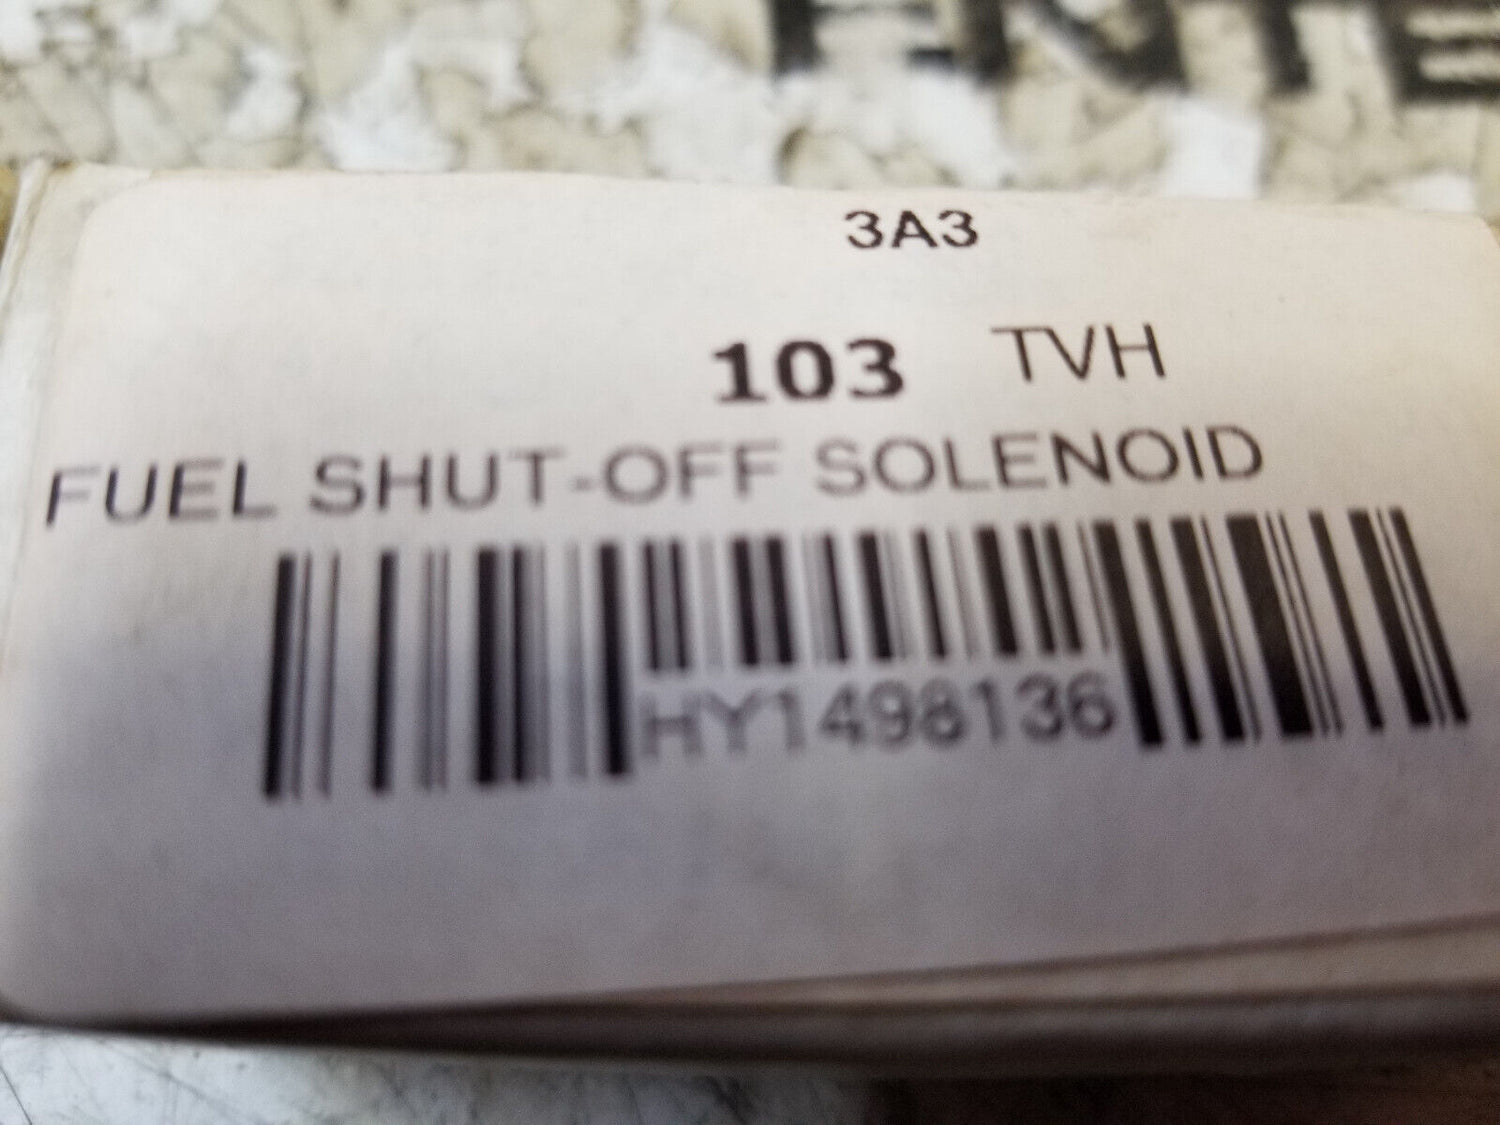 3A3
103 TVH
FUEL SHUT-OFF SOLENOID
HY1498136